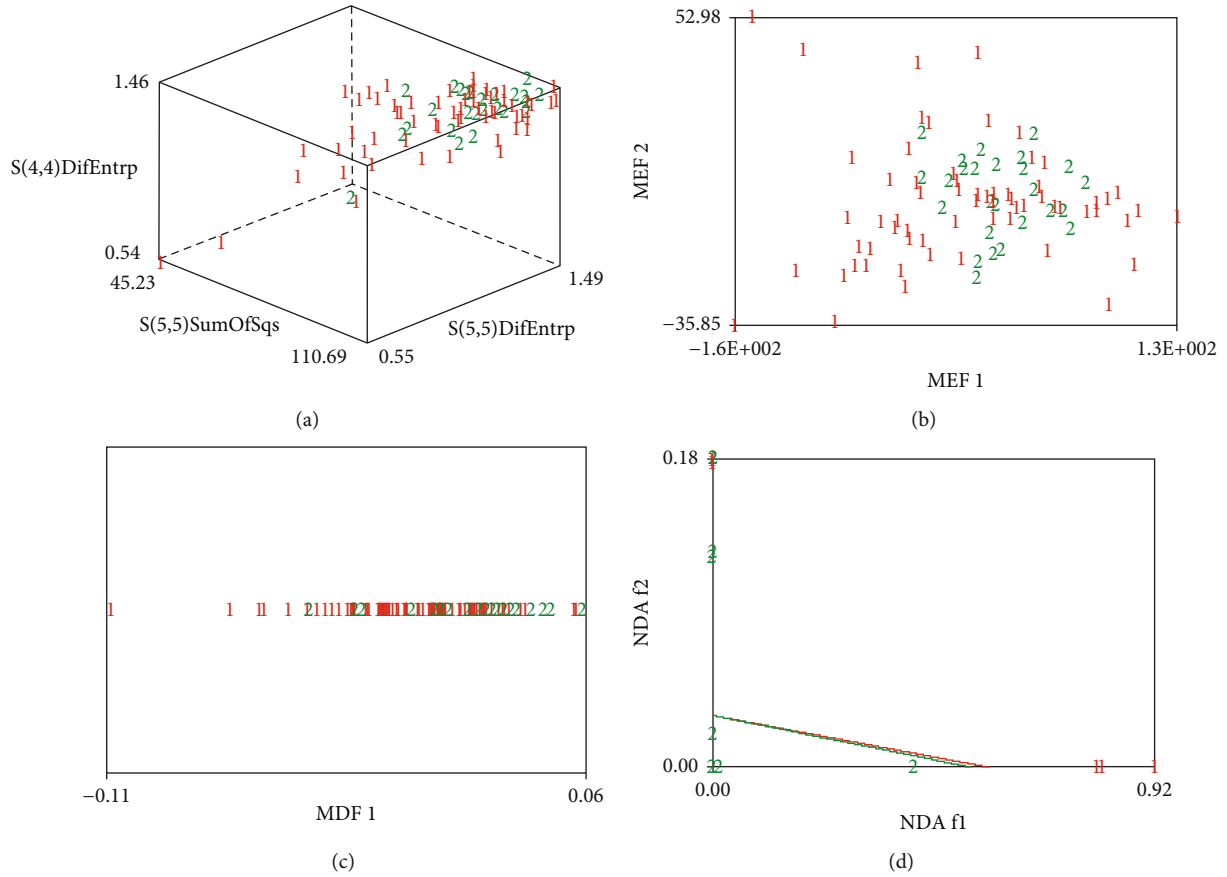 1.46
S(4,4)DifEntrp
0.54
45.23
S(5,5)SumOfSqs
110.69
0.55
S(5,5)DifEntrp
1.49
(a)
52.98
MEF 2
−35.85
−1.6E+002
1.3E+002
MEF 1
(b)
−0.11
0.06
MDF 1
(c)
0.18
NDA f2
0.00
0.00
0.92
NDA f1
(d)